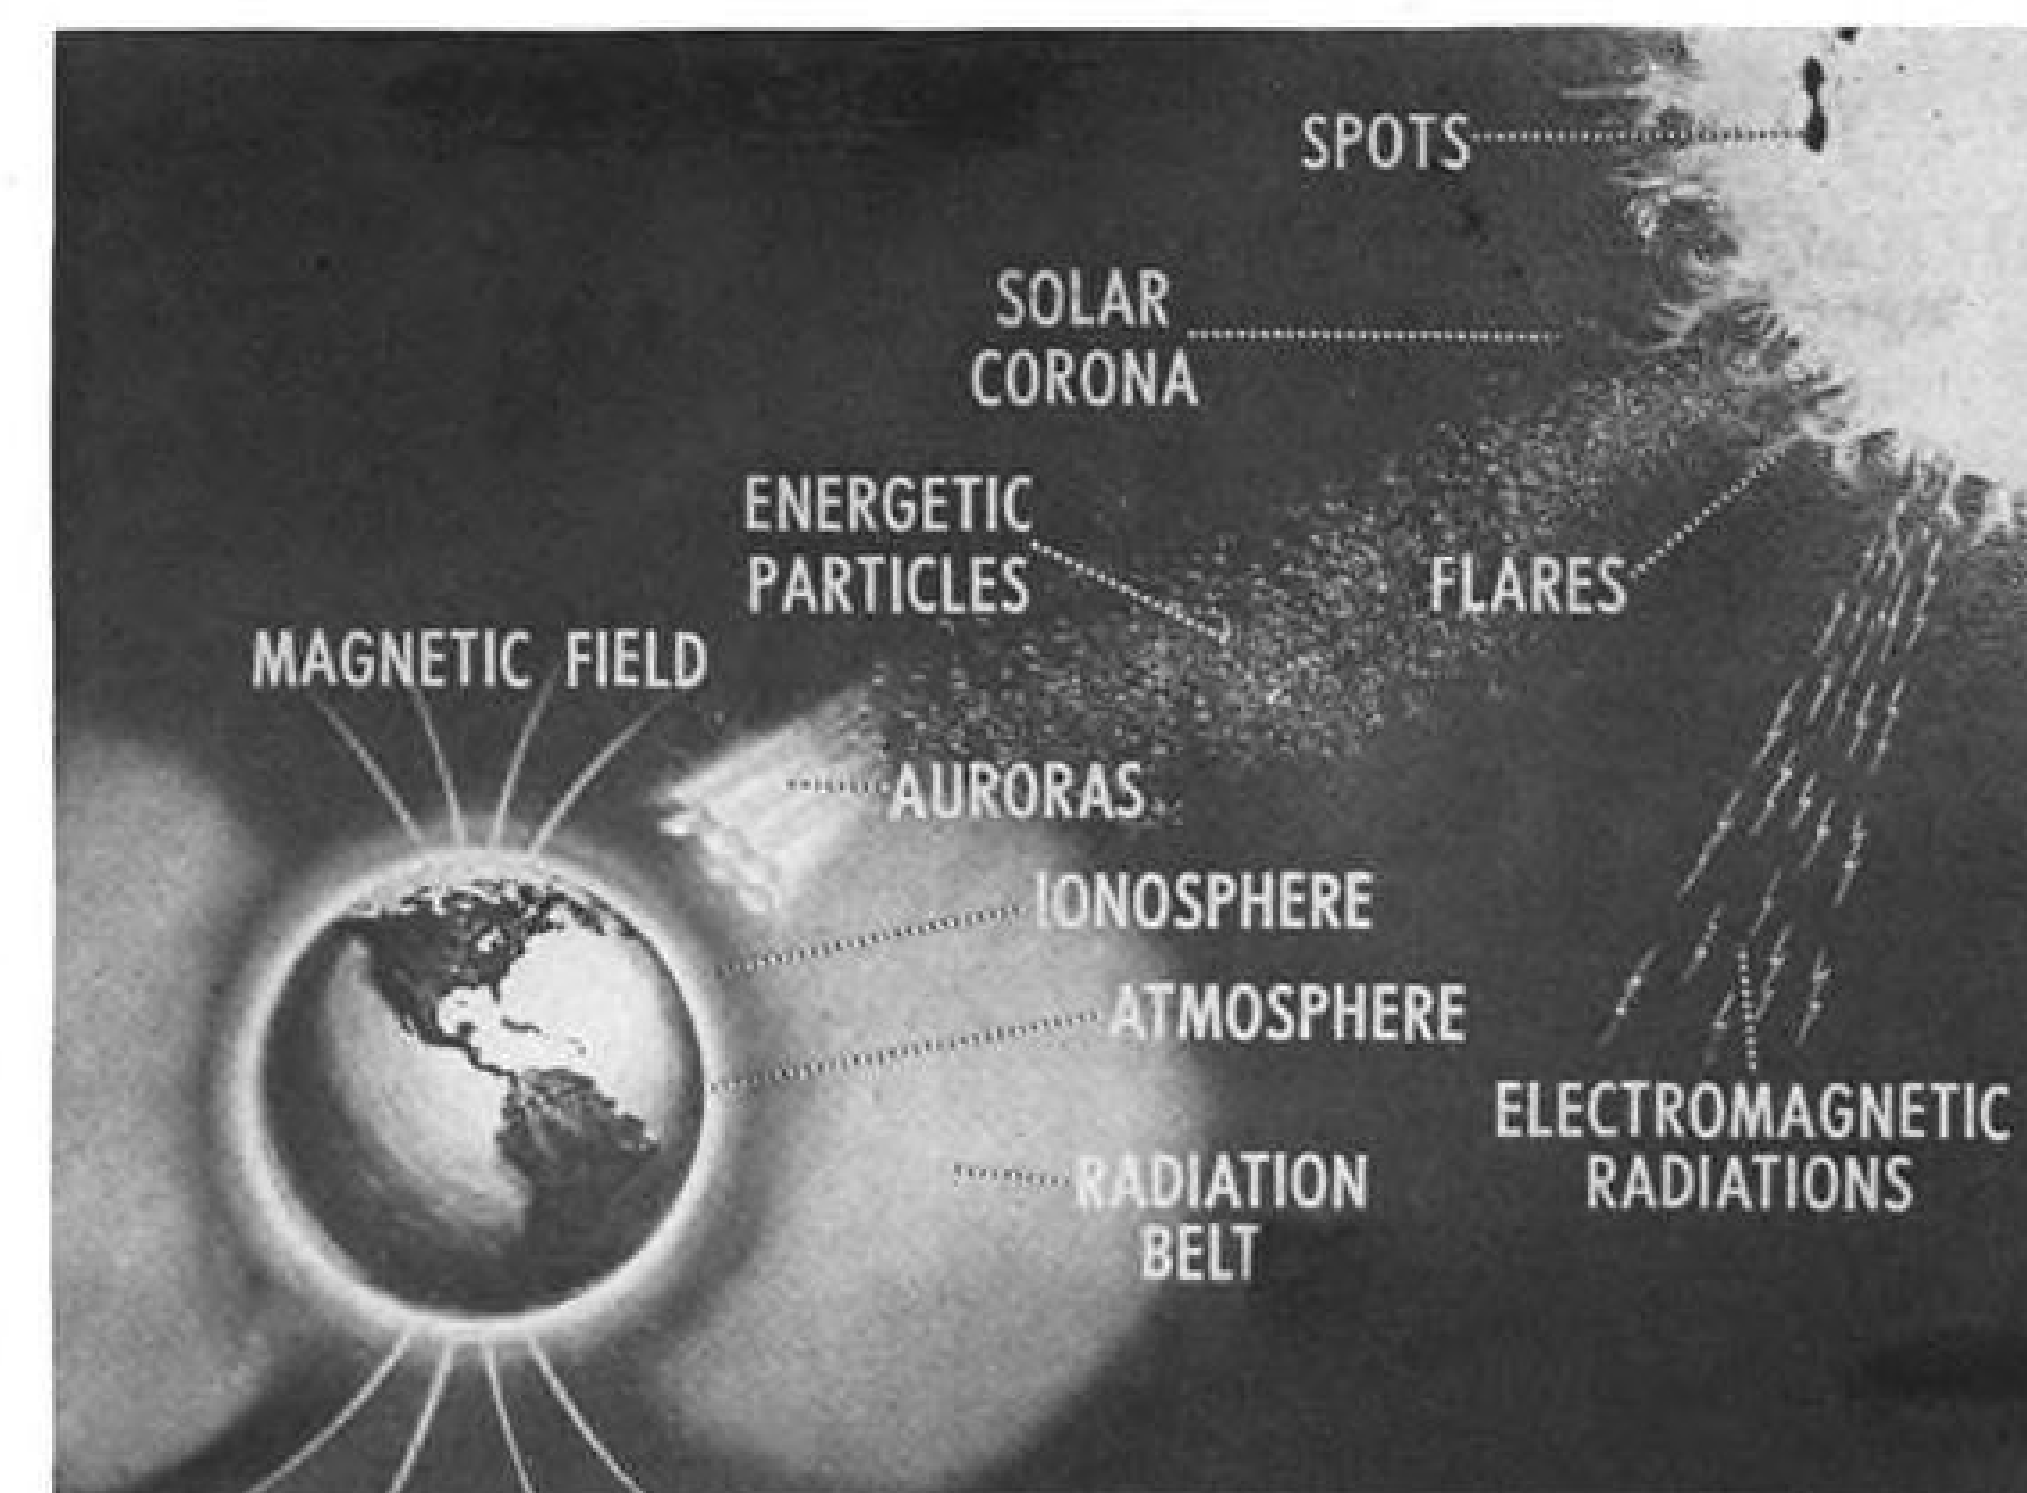 SPOTS
SOLAR
CORONA
ENERGETIC
PARTICLES
FLARES
MAGNETIC FIELD
AURORAS
IONOSPHERE
ATMOSPHERE
ELECTROMAGNETIC
RADIATIONS
RADIATION
BELT